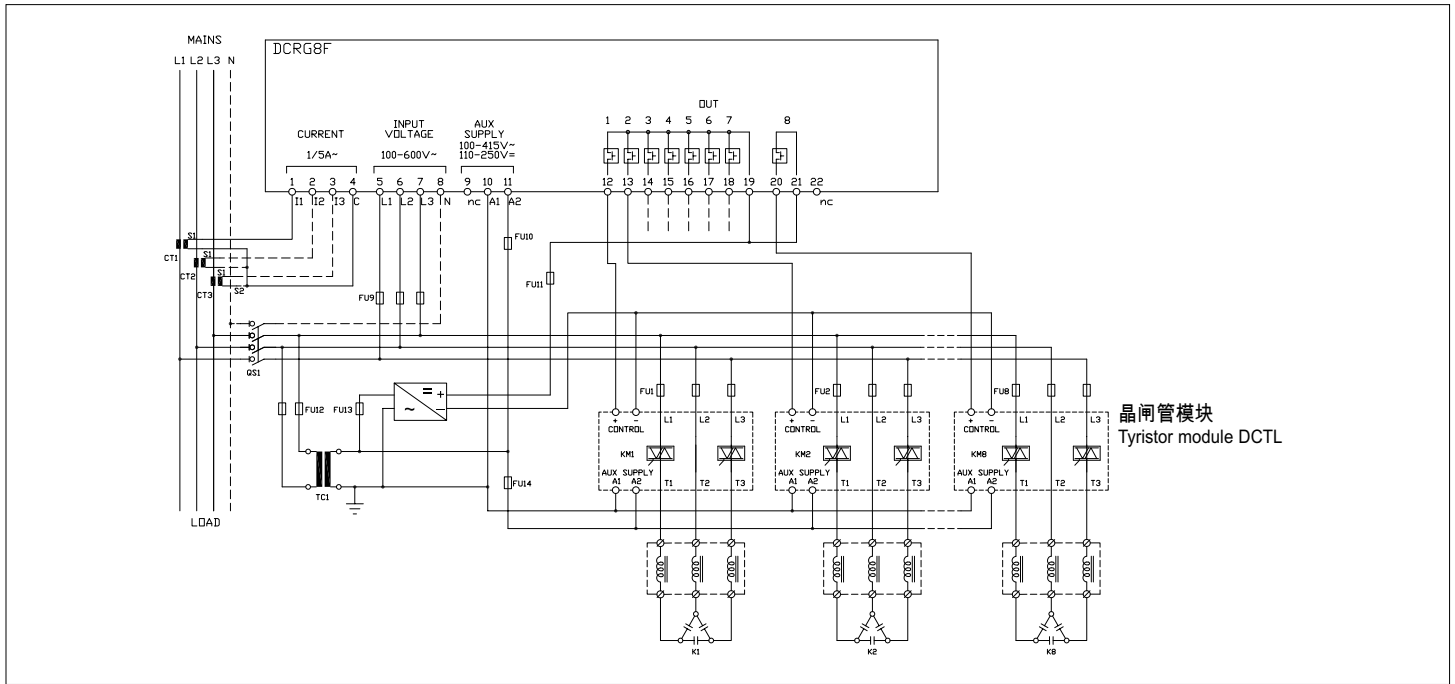 MAINS
L1 L2 L3 N
DCRG8F
OUT
1 2 3 4 5 6 7 8
CURRENT
1/5A~
INPUT
VOLTAGE
100-600V~
AUX
SUPPLY
100-415V~
110-250V=
1 2 3 4 5 6 7 8 9 10 11 12 13 14 15 16 17 18 19 20 21 22
I1 I2 I3 C L1 L2 L3 N nc A1 A2 nc
S1
CT1
S1
CT2
S1
CT3
S2
FU10
FU11
FU9
QS1
FU12
FU13
= +
~ −
FU1
FU2
FU8
+ − L1 L2 L3
CONTROL
KM1
AUX SUPPLY
A1 A2 T1 T2 T3
+ − L1 L2 L3
CONTROL
KM2
AUX SUPPLY
A1 A2 T1 T2 T3
+ − L1 L2 L3
CONTROL
KM8
AUX SUPPLY
A1 A2 T1 T2 T3
晶闸管模块
Tyristor module DCTL
TC1
FU14
LOAD
K1
K2
K8